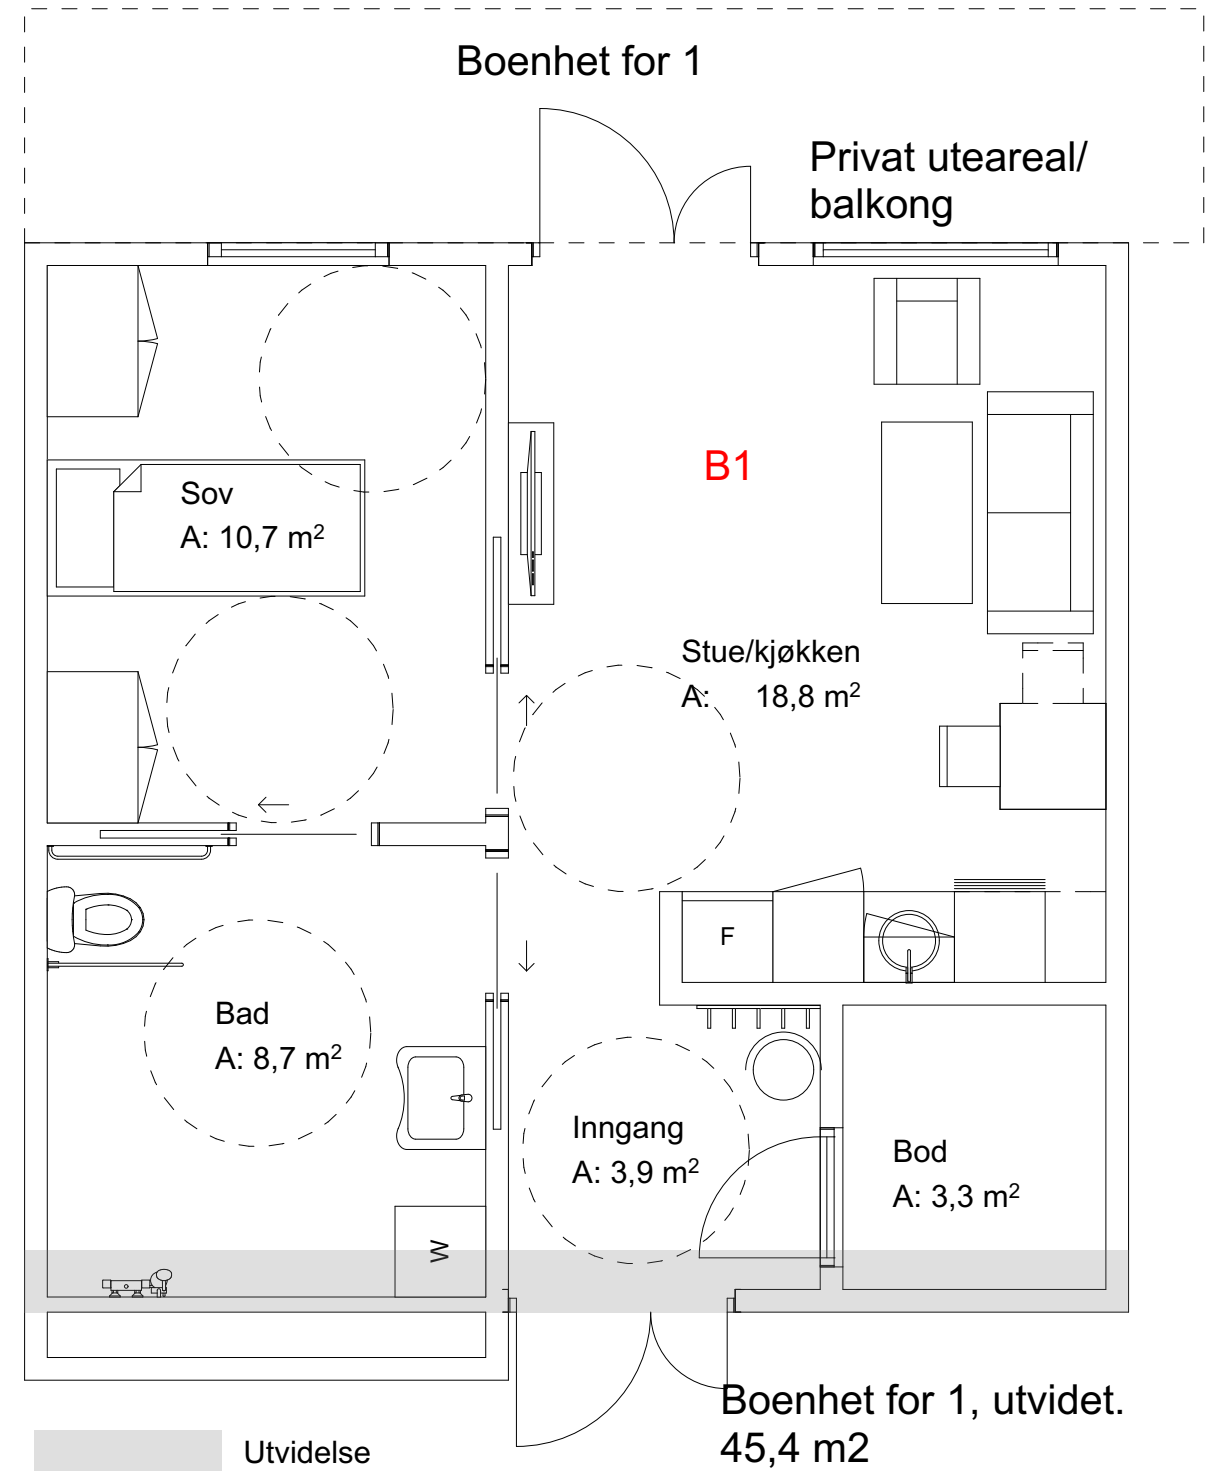 Boenhet for 1
Privat uteareal/
balkong
B1
Sov
A: 10,7 m²
Stue/kjøkken
A: 18,8 m²
F
Bad
A: 8,7 m²
Inngang
A: 3,9 m²
Bod
A: 3,3 m²
W
Boenhet for 1, utvidet.
45,4 m2
Utvidelse